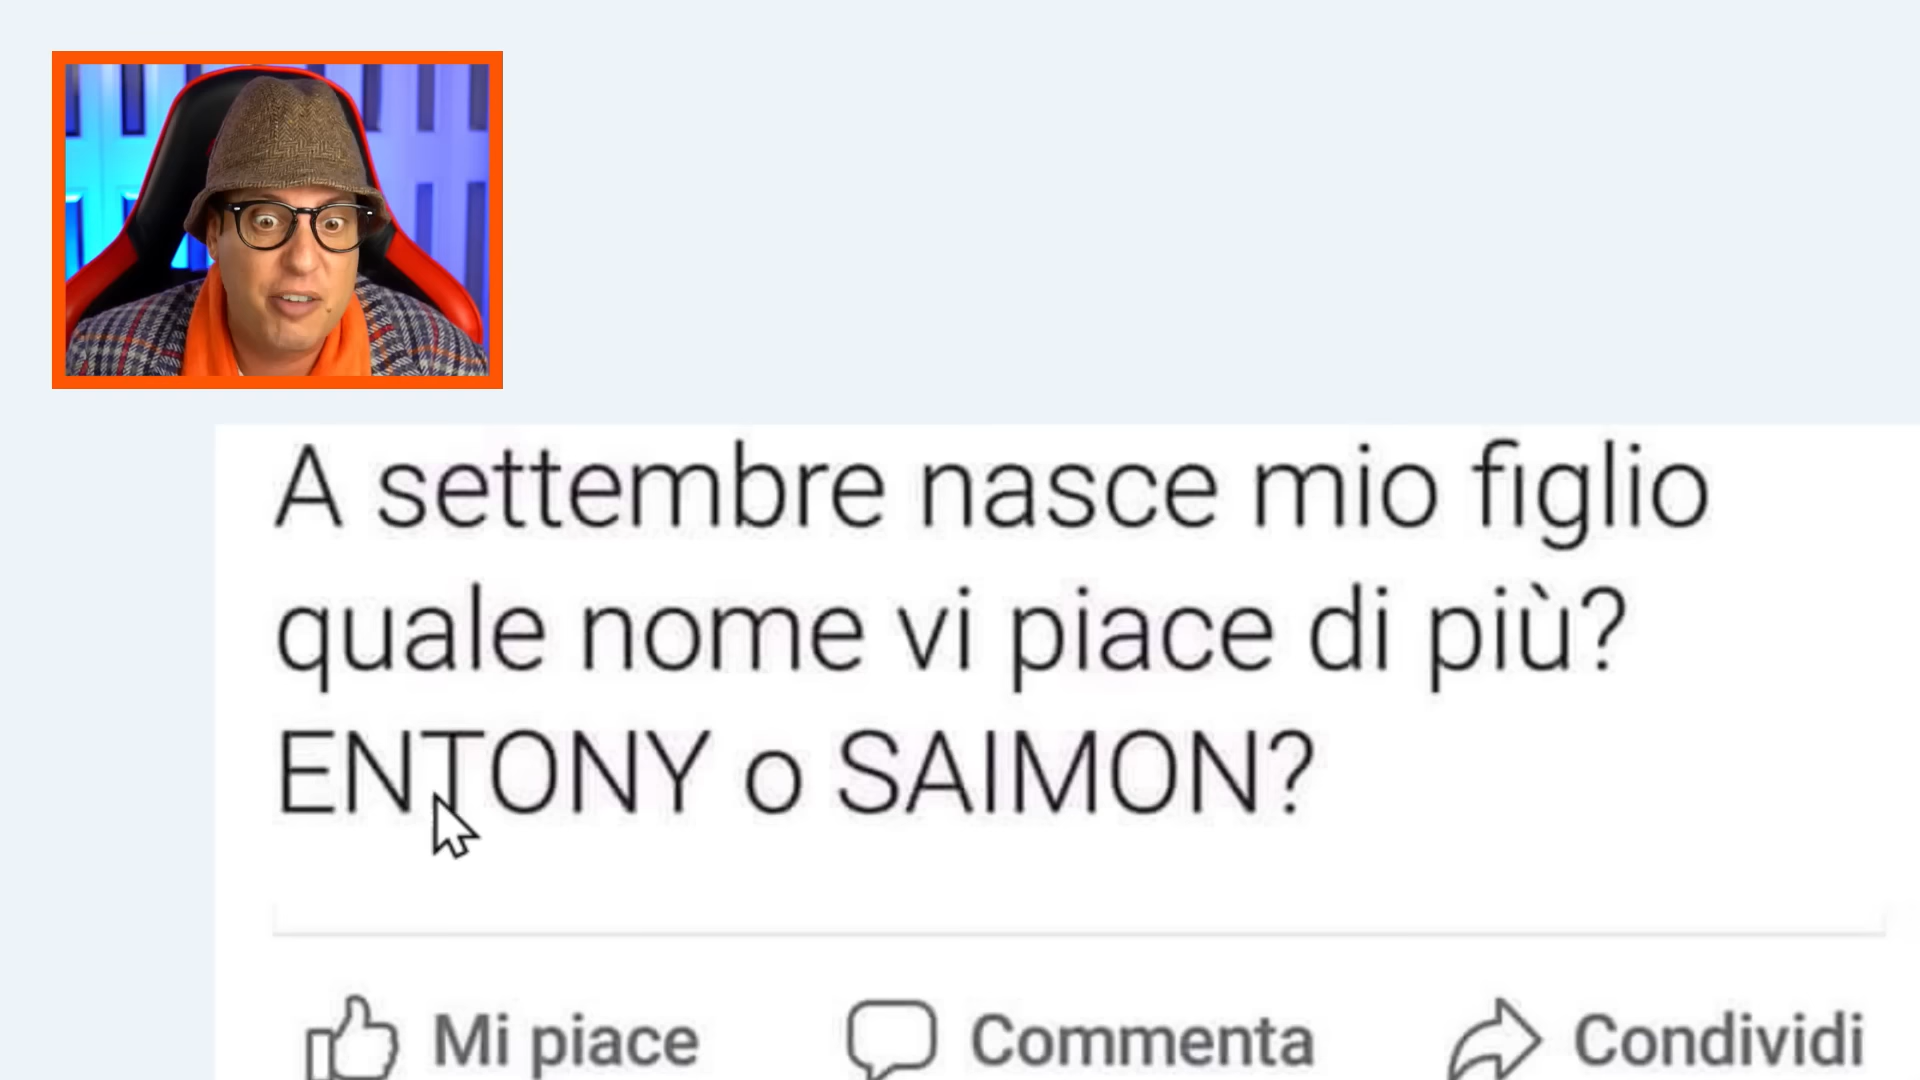 A settembre nasce mio figlio
quale nome vi piace di più?
ENTONY o SAIMON?
Mi piace
Commenta
Condividi